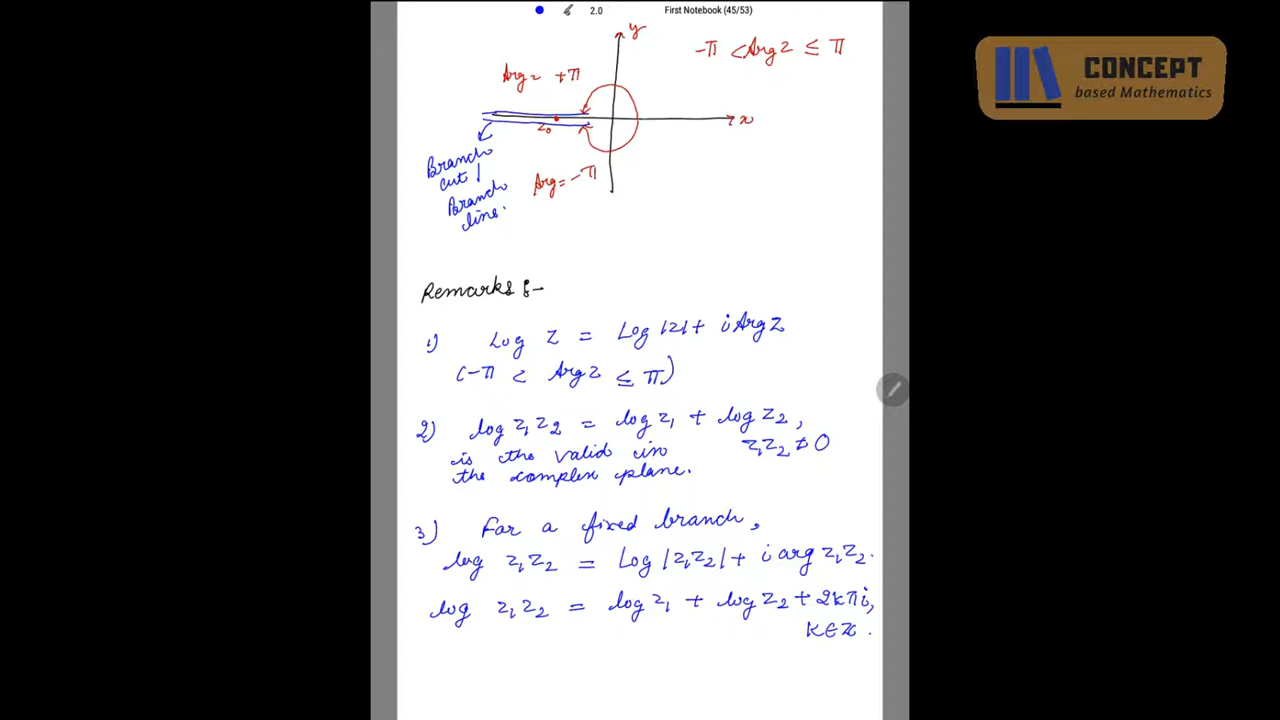 2.0 First Notebook (45/53)
CONCEPT
based Mathematics
y
-π < Arg z ≤ π
Arg = +π
x
z₀
Branch
cut /
Branch
line.
Arg = -π
Remarks :-
1) Log z = Log |z| + i Arg z
(-π < Arg z ≤ π)
2) log z₁z₂ = log z₁ + log z₂,
z₁z₂ ≠ 0
is the valid in
the complex plane.
3) For a fixed branch,
log z₁z₂ = Log |z₁z₂| + i arg z₁z₂.
log z₁z₂ = log z₁ + log z₂ + 2kπi,
k∈ℤ.